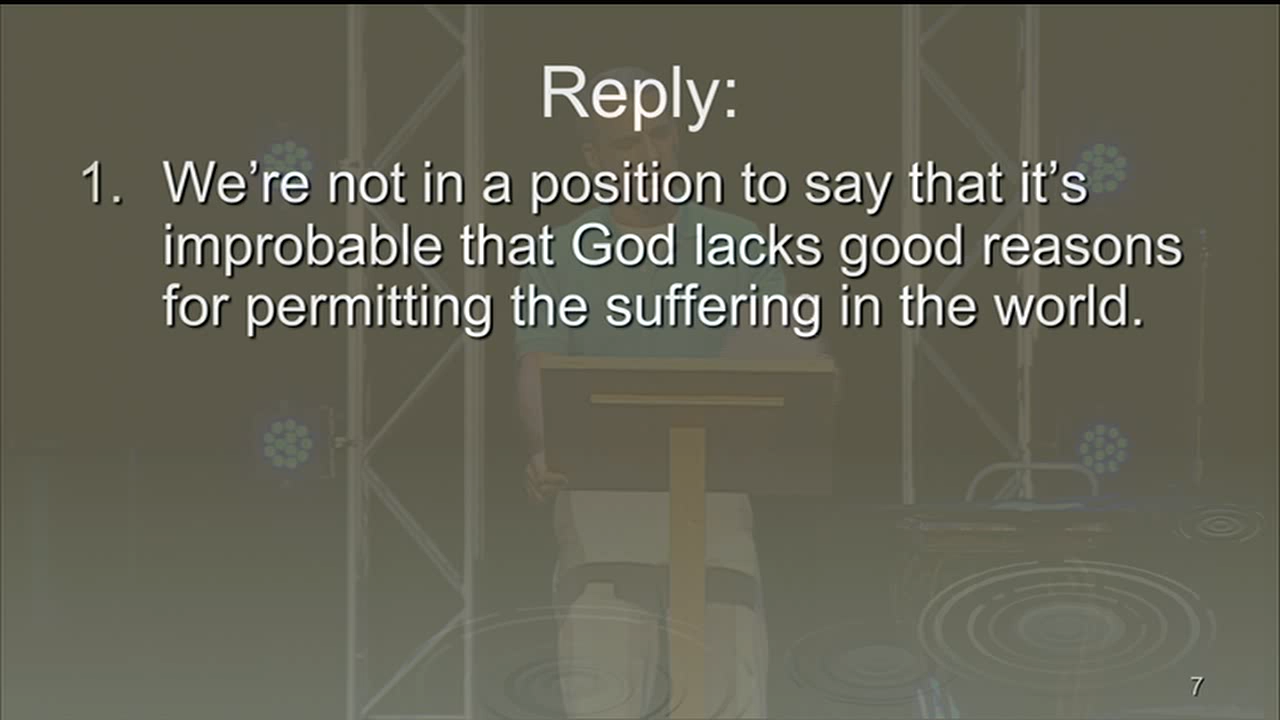 Reply:
1. We're not in a position to say that it's
improbable that God lacks good reasons
for permitting the suffering in the world.
7